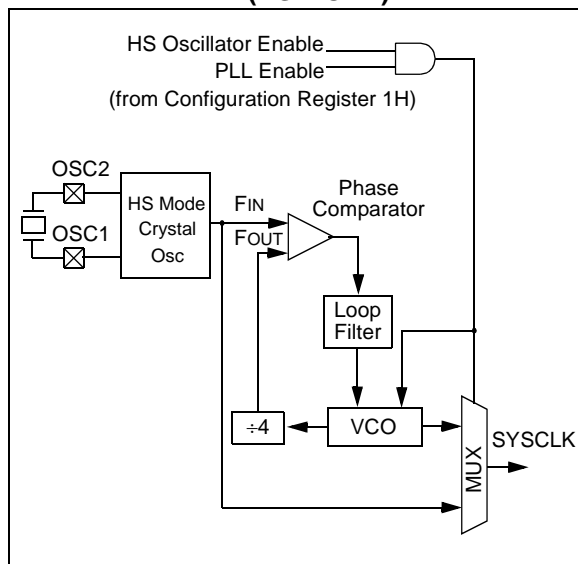 HS Oscillator Enable
PLL Enable
(from Configuration Register 1H)
OSC2
OSC1
HS Mode
Crystal
Osc
FIN
FOUT
Phase
Comparator
Loop
Filter
÷4
VCO
MUX
SYSCLK